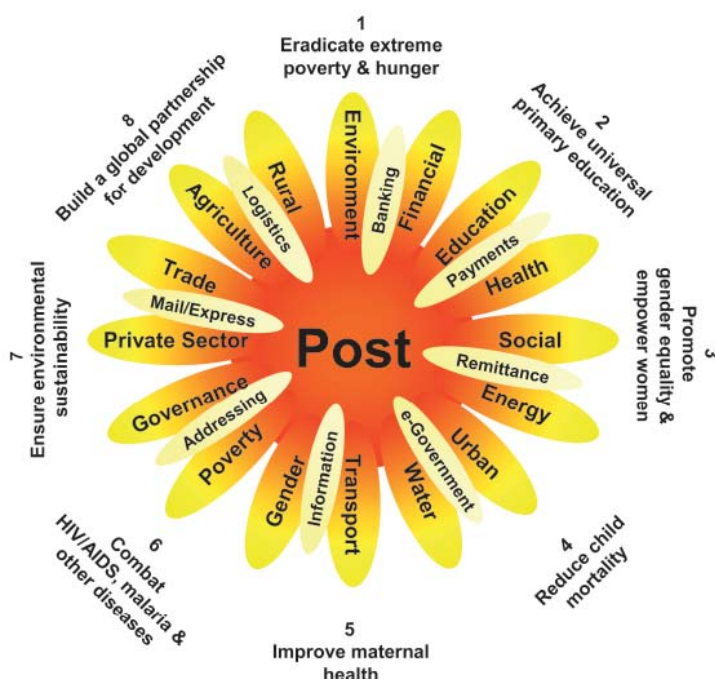 1
Eradicate extreme
poverty & hunger
2
Achieve universal
primary education
3
Promote
gender equality &
empower women
4
Reduce child
mortality
5
Improve maternal
health
6
Combat
HIV/AIDS, malaria &
other diseases
7
Ensure environmental
sustainability
8
Build a global partnership
for development
Environment
Banking
Financial
Education
Payments
Health
Social
Remittance
Energy
Urban
e-Government
Water
Transport
Information
Gender
Poverty
Addressing
Governance
Private Sector
Mail/Express
Trade
Agriculture
Logistics
Rural
Post